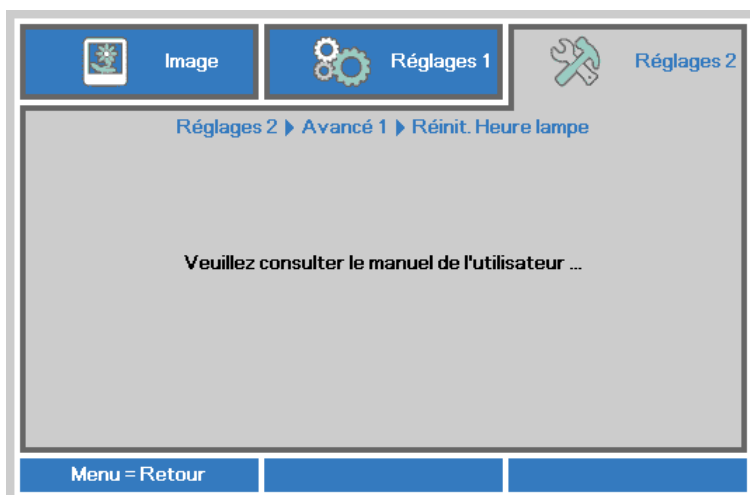 Image
Réglages 1
Réglages 2
Réglages 2 ▶ Avancé 1 ▶ Réinit. Heure lampe
Veuillez consulter le manuel de l'utilisateur ...
Menu = Retour